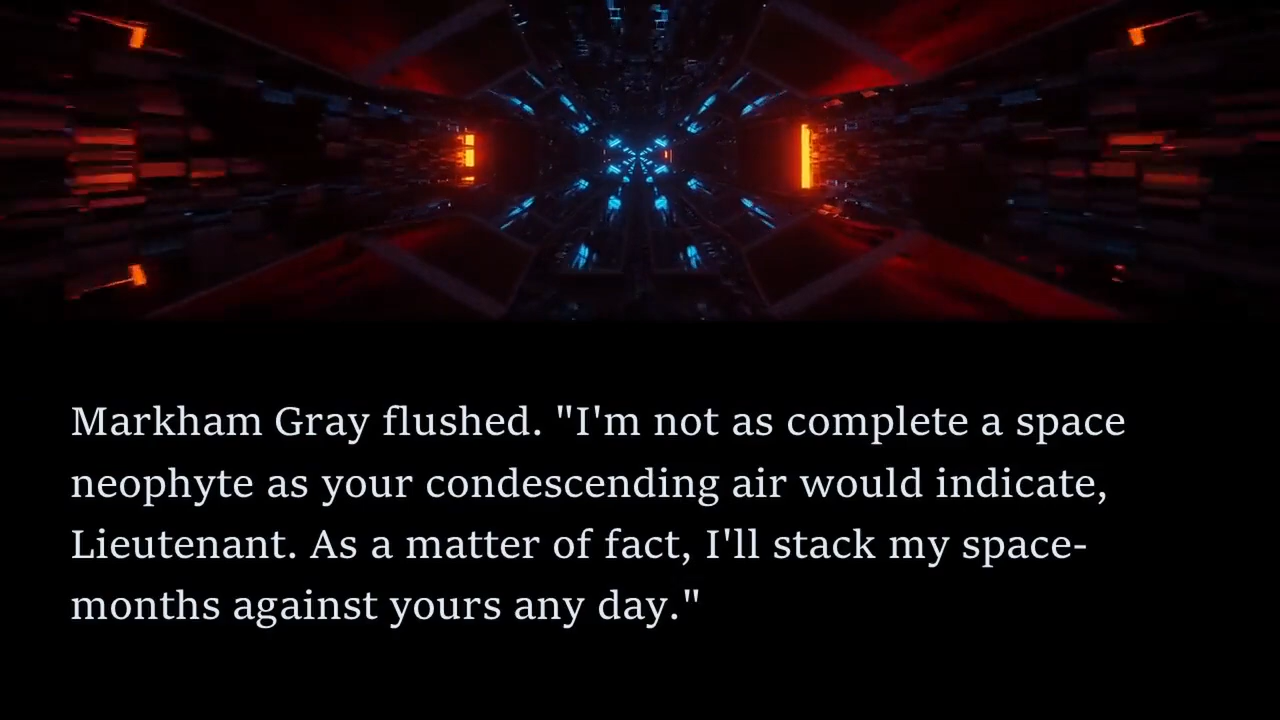 Markham Gray flushed. "I'm not as complete a space
neophyte as your condescending air would indicate,
Lieutenant. As a matter of fact, I'll stack my space-
months against yours any day."